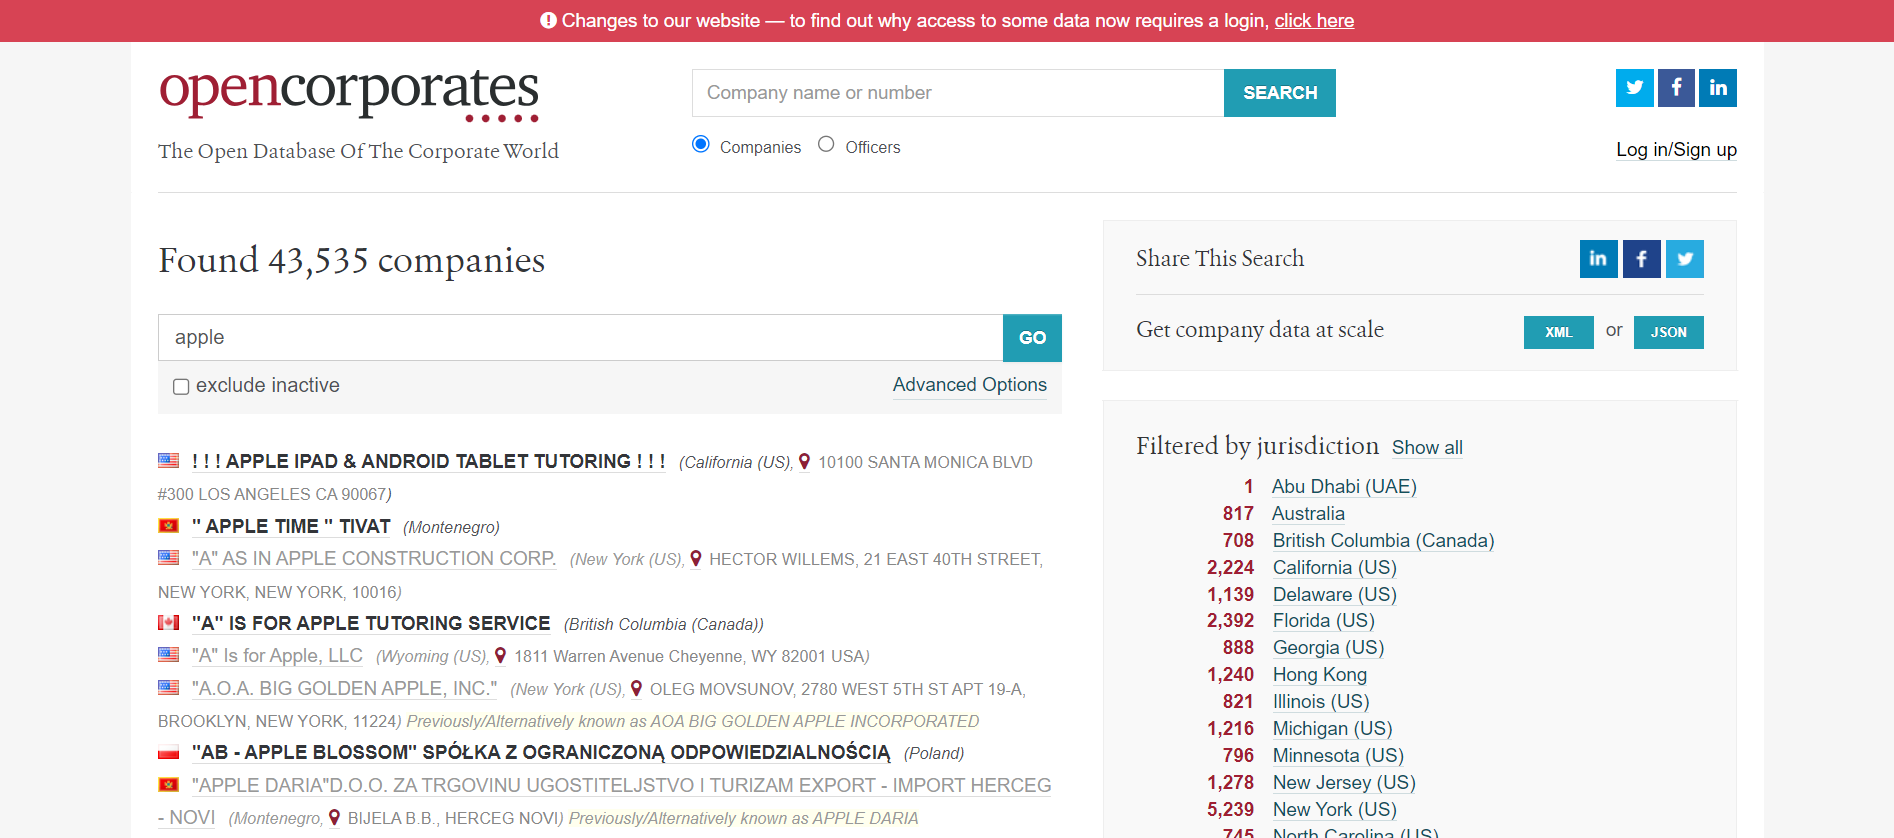 Changes to our website — to find out why access to some data now requires a login, click here
opencorporates
The Open Database Of The Corporate World
Company name or number
SEARCH
Companies
Officers
Log in/Sign up
Found 43,535 companies
apple
GO
exclude inactive
Advanced Options
! ! ! APPLE IPAD & ANDROID TABLET TUTORING ! ! ! (California (US), 10100 SANTA MONICA BLVD
#300 LOS ANGELES CA 90067)
" APPLE TIME " TIVAT (Montenegro)
"A" AS IN APPLE CONSTRUCTION CORP. (New York (US), HECTOR WILLEMS, 21 EAST 40TH STREET,
NEW YORK, NEW YORK, 10016)
"A" IS FOR APPLE TUTORING SERVICE (British Columbia (Canada))
"A" Is for Apple, LLC (Wyoming (US), 1811 Warren Avenue Cheyenne, WY 82001 USA)
"A.O.A. BIG GOLDEN APPLE, INC." (New York (US), OLEG MOVSUNOV, 2780 WEST 5TH ST APT 19-A,
BROOKLYN, NEW YORK, 11224) Previously/Alternatively known as AOA BIG GOLDEN APPLE INCORPORATED
"AB - APPLE BLOSSOM" SPÓŁKA Z OGRANICZONĄ ODPOWIEDZIALNOŚCIĄ (Poland)
"APPLE DARIA"D.O.O. ZA TRGOVINU UGOSTITELJSTVO I TURIZAM EXPORT - IMPORT HERCEG
- NOVI (Montenegro, BIJELA B.B., HERCEG NOVI) Previously/Alternatively known as APPLE DARIA
Share This Search
Get company data at scale
XML or JSON
Filtered by jurisdiction Show all
1 Abu Dhabi (UAE)
817 Australia
708 British Columbia (Canada)
2,224 California (US)
1,139 Delaware (US)
2,392 Florida (US)
888 Georgia (US)
1,240 Hong Kong
821 Illinois (US)
1,216 Michigan (US)
796 Minnesota (US)
1,278 New Jersey (US)
5,239 New York (US)
745 North Carolina (US)